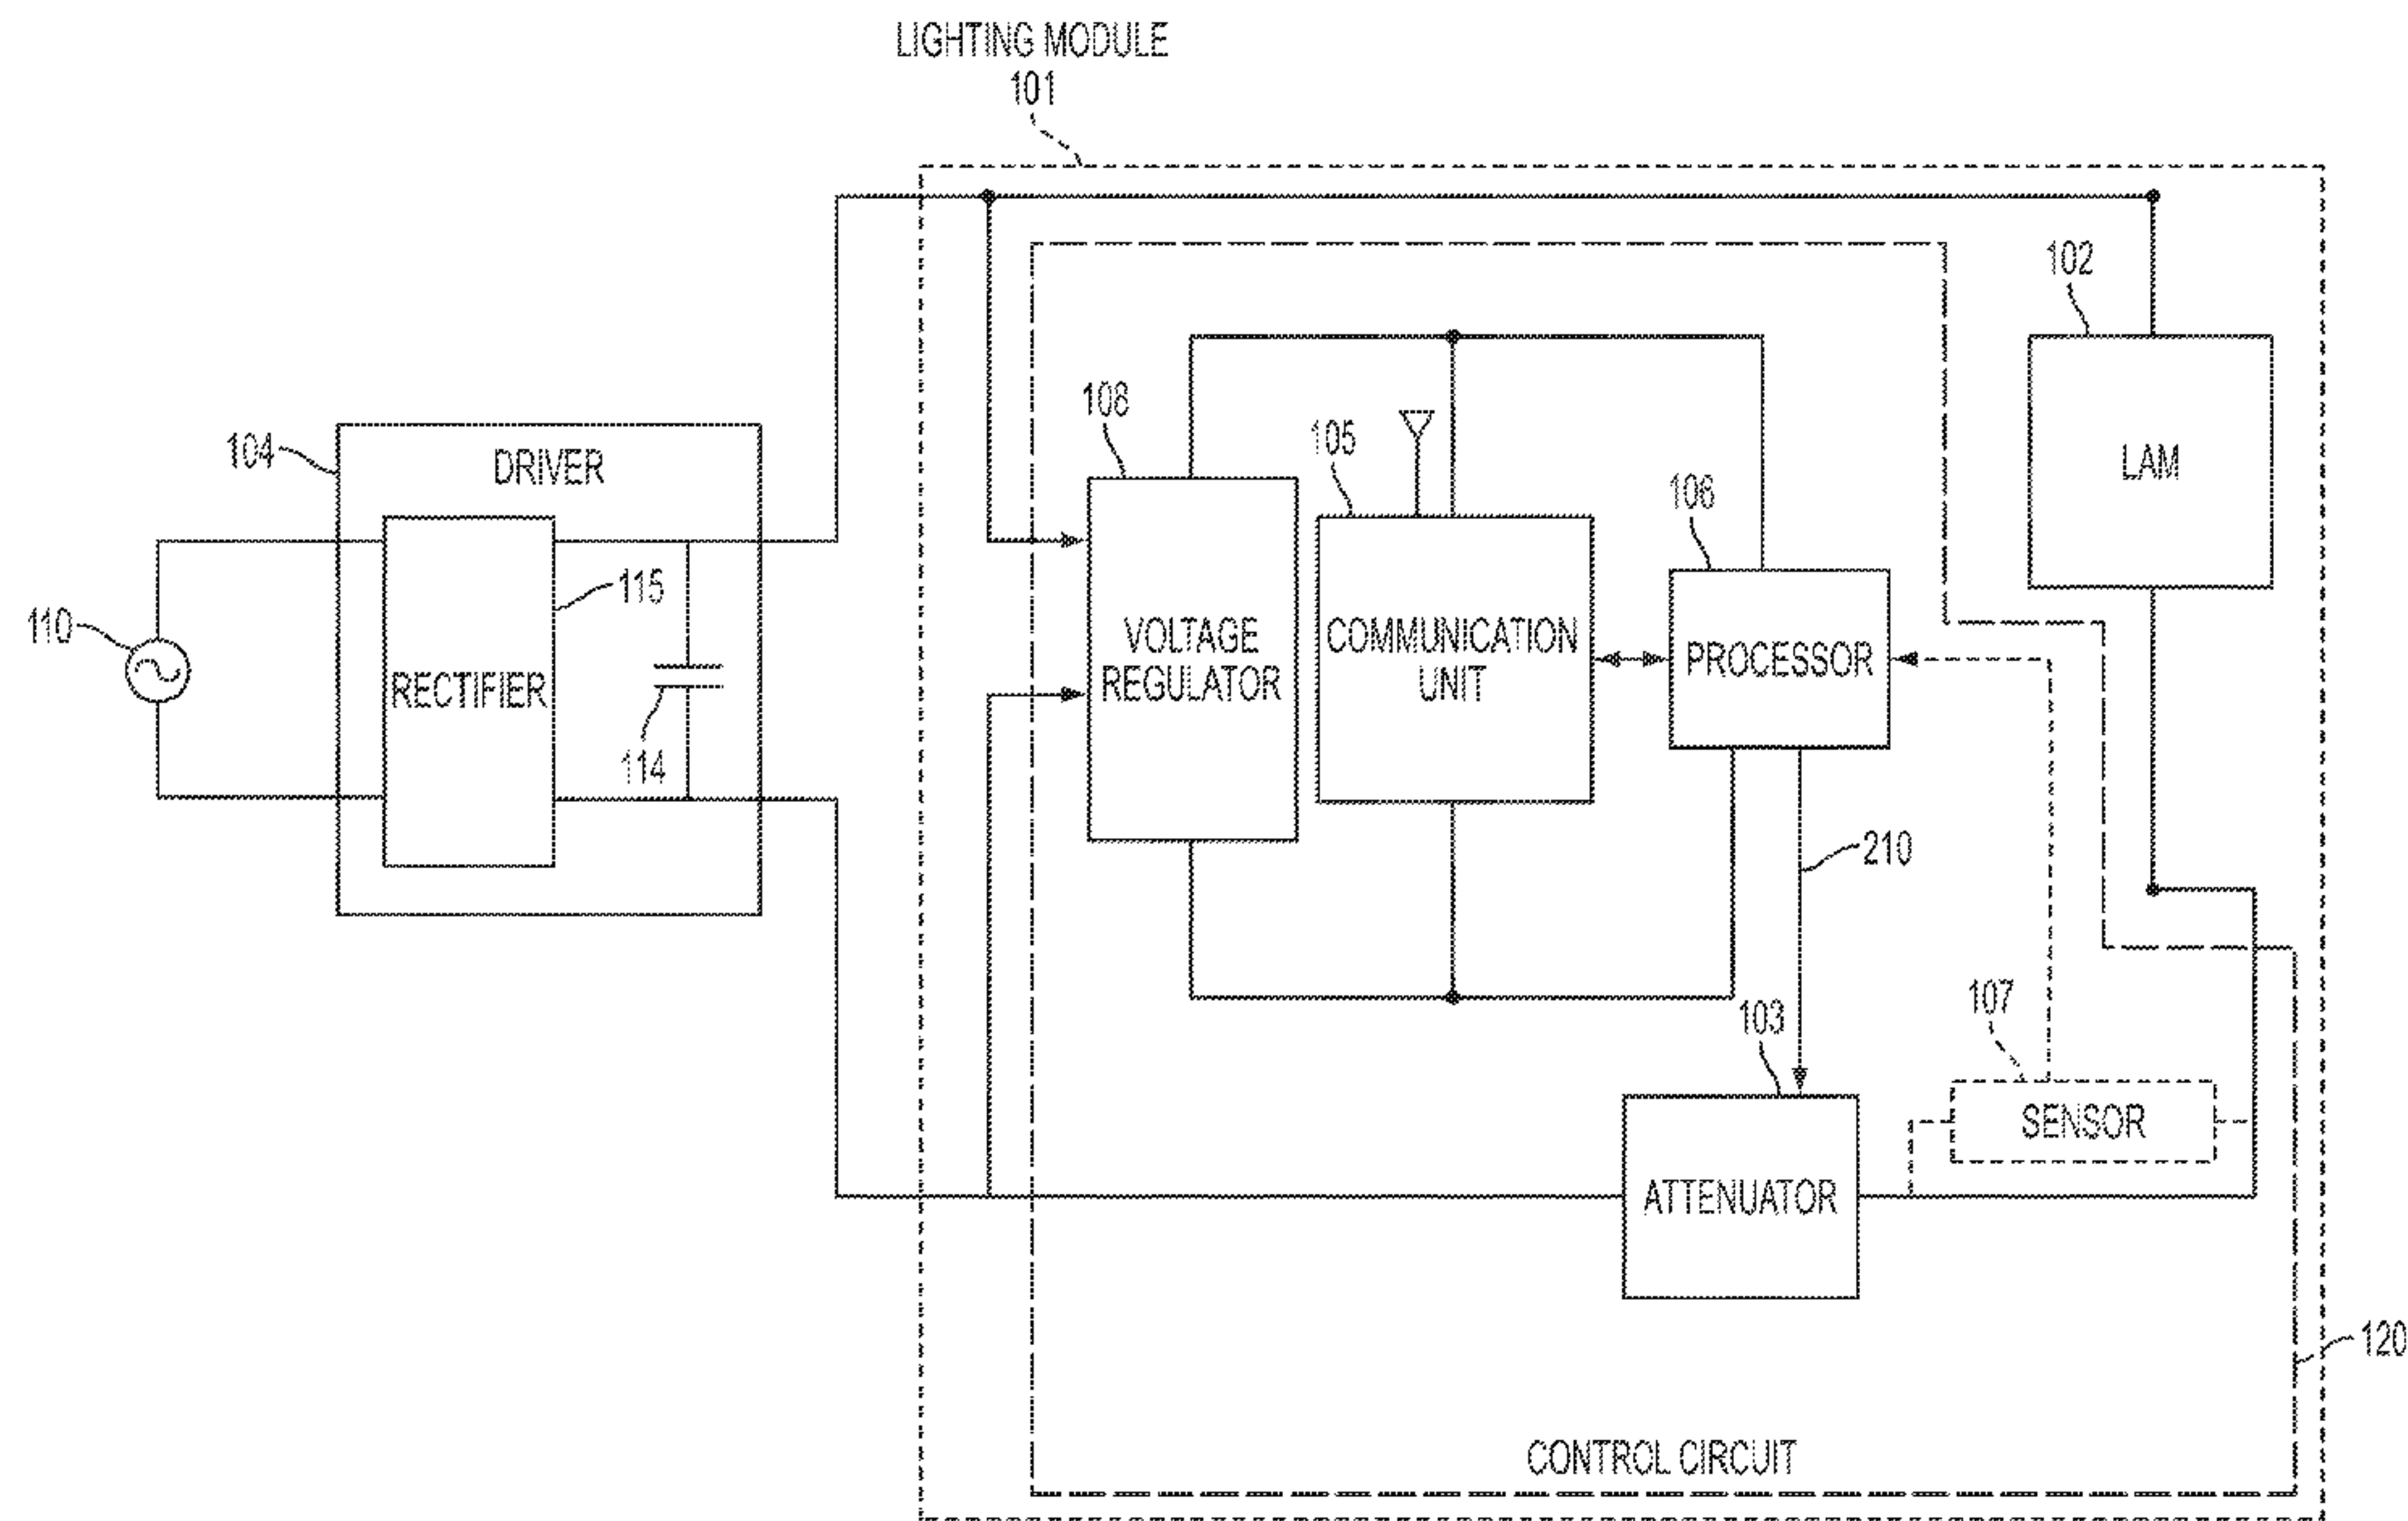 LIGHTING MODULE
101
102
108
105
104
DRIVER
LAM
106
115
110
VOLTAGE
REGULATOR
COMMUNICATION
UNIT
PROCESSOR
RECTIFIER
114
210
107
103
SENSOR
ATTENUATOR
120
CONTROL CIRCUIT